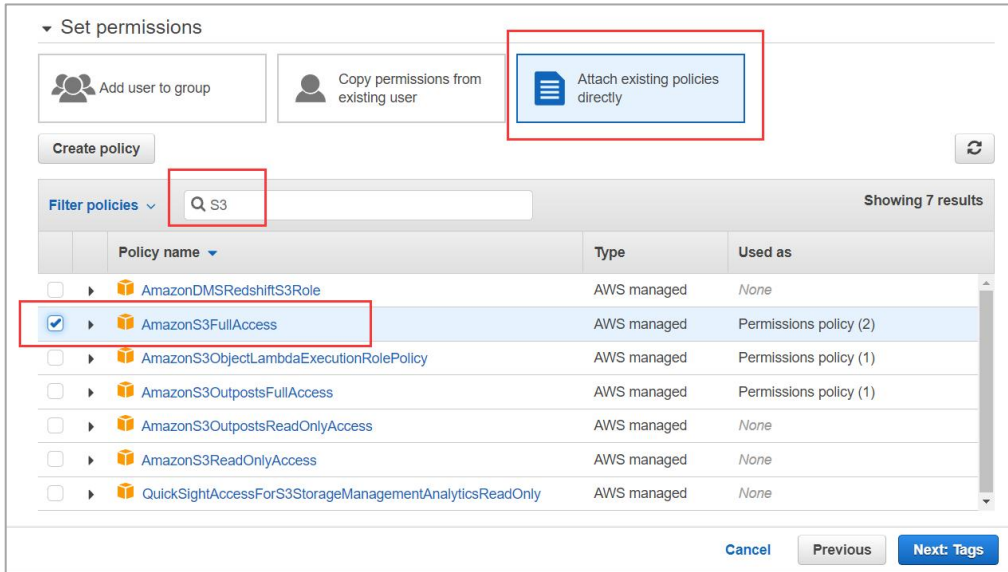 Set permissions
Add user to group
Copy permissions from
existing user
Attach existing policies
directly
Create policy
Filter policies
S3
Showing 7 results
Policy name Type Used as
AmazonDMSRedshiftS3Role AWS managed None
AmazonS3FullAccess AWS managed Permissions policy (2)
AmazonS3ObjectLambdaExecutionRolePolicy AWS managed Permissions policy (1)
AmazonS3OutpostsFullAccess AWS managed Permissions policy (1)
AmazonS3OutpostsReadOnlyAccess AWS managed None
AmazonS3ReadOnlyAccess AWS managed None
QuickSightAccessForS3StorageManagementAnalyticsReadOnly AWS managed None
Cancel Previous Next: Tags